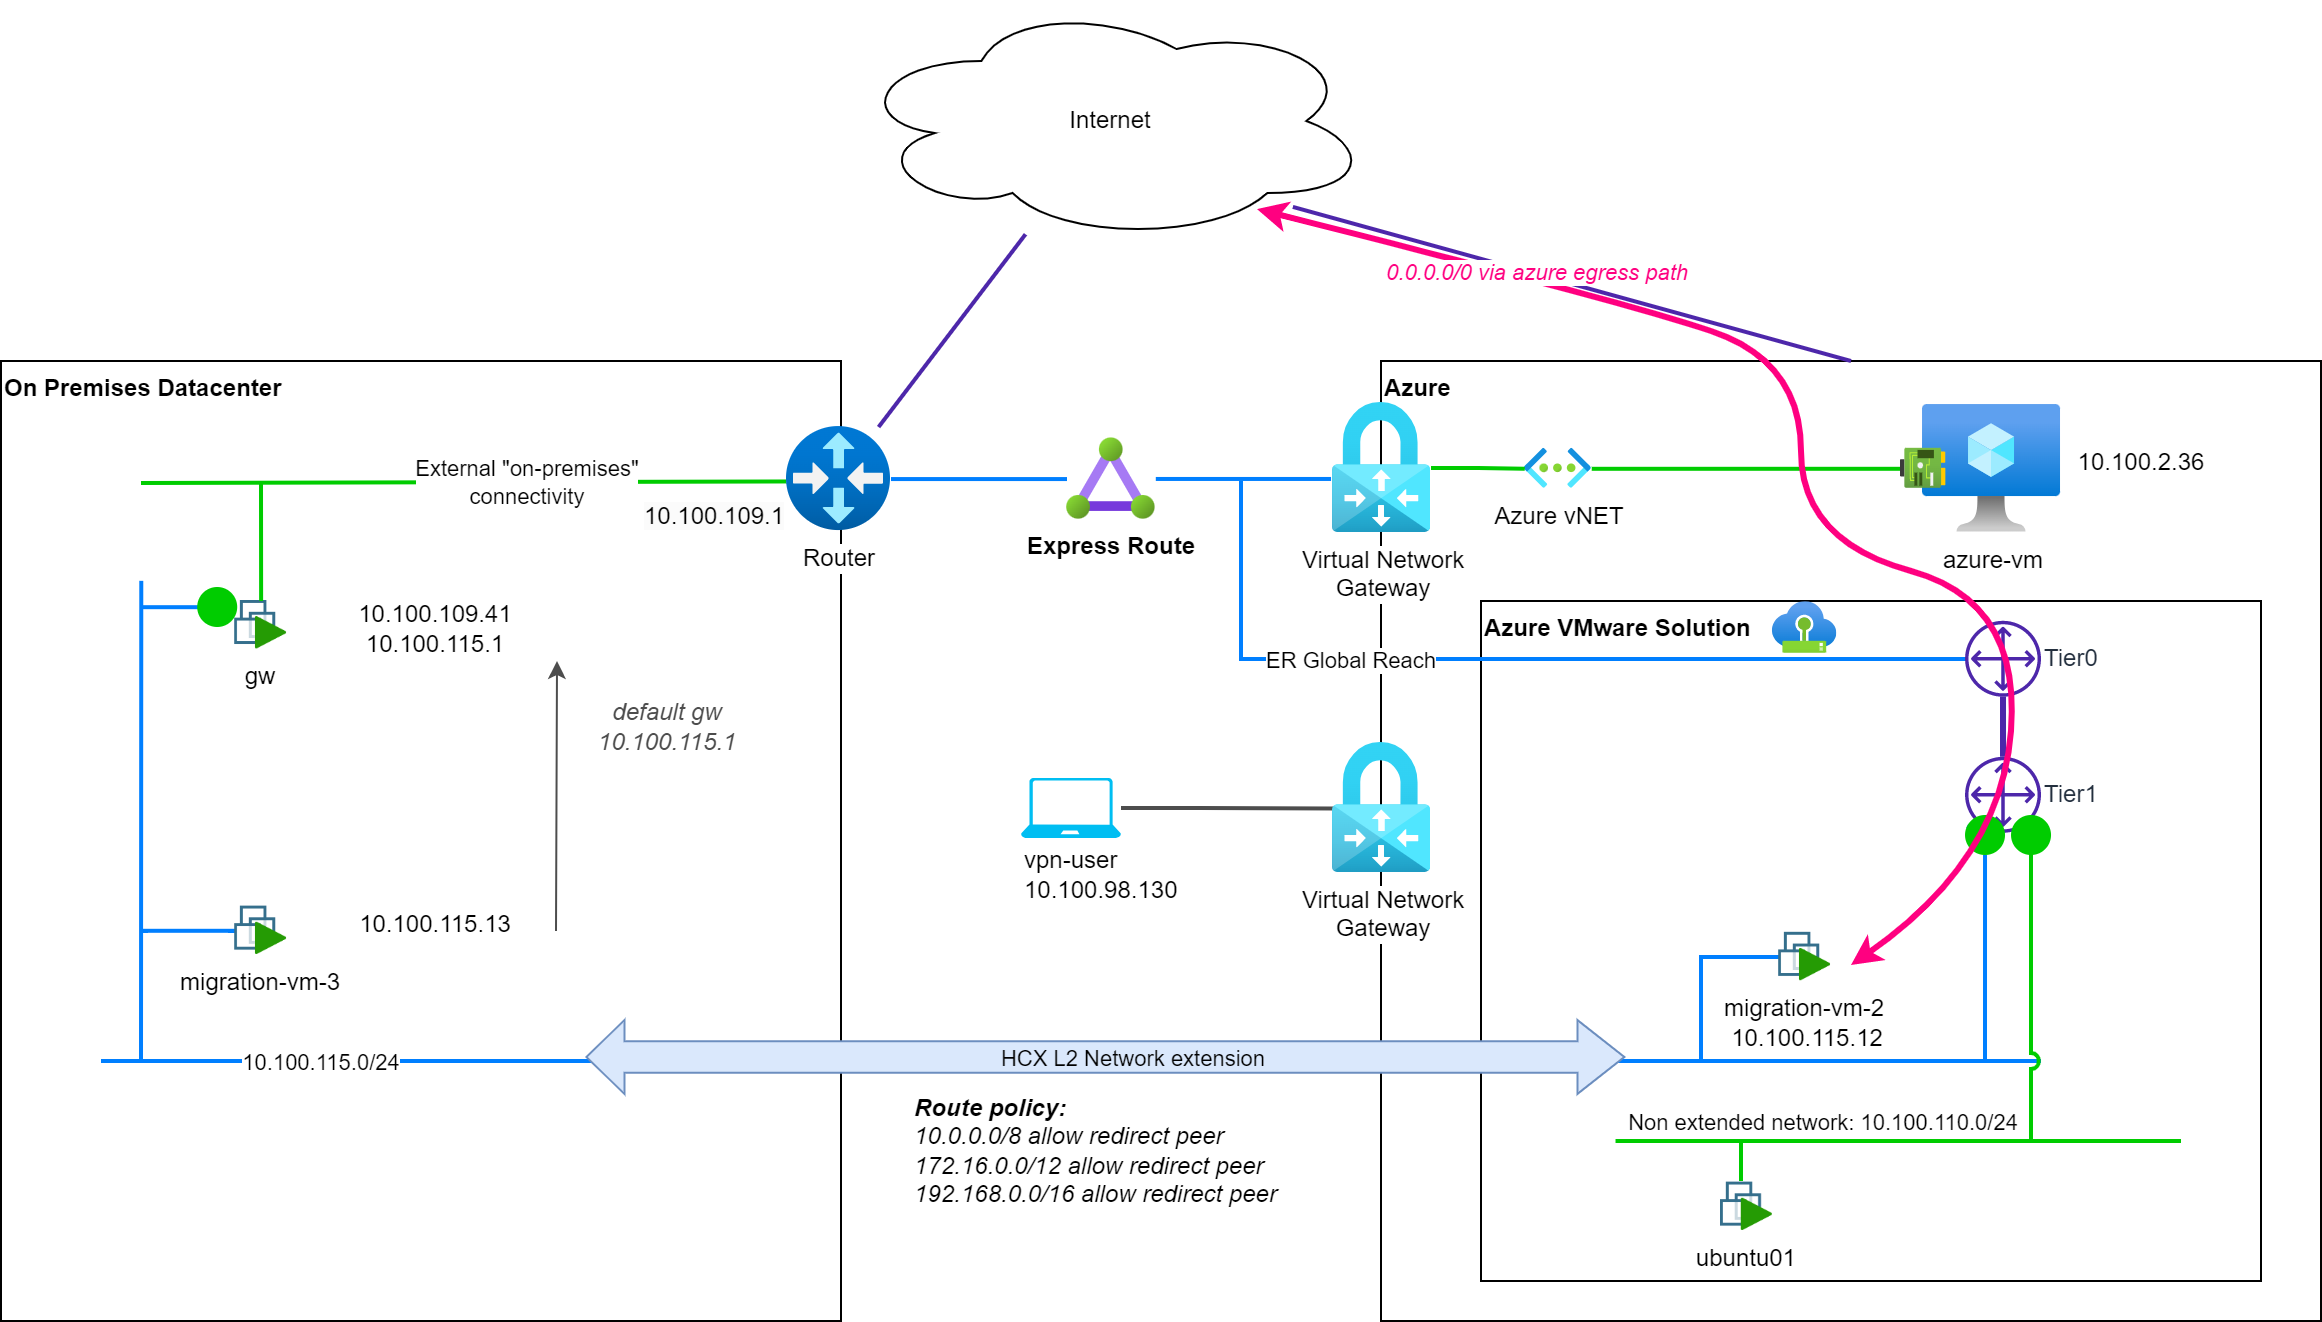 Internet
0.0.0.0/0 via azure egress path
On Premises Datacenter
Azure
External "on-premises"
connectivity
10.100.109.1
Router
Express Route
Virtual Network
Gateway
Azure vNET
10.100.2.36
azure-vm
10.100.109.41
10.100.115.1
gw
default gw
10.100.115.1
ER Global Reach
Azure VMware Solution
Tier0
Tier1
vpn-user
10.100.98.130
Virtual Network
Gateway
10.100.115.13
migration-vm-3
migration-vm-2
10.100.115.12
10.100.115.0/24
HCX L2 Network extension
Route policy:
10.0.0.0/8 allow redirect peer
172.16.0.0/12 allow redirect peer
192.168.0.0/16 allow redirect peer
Non extended network: 10.100.110.0/24
ubuntu01